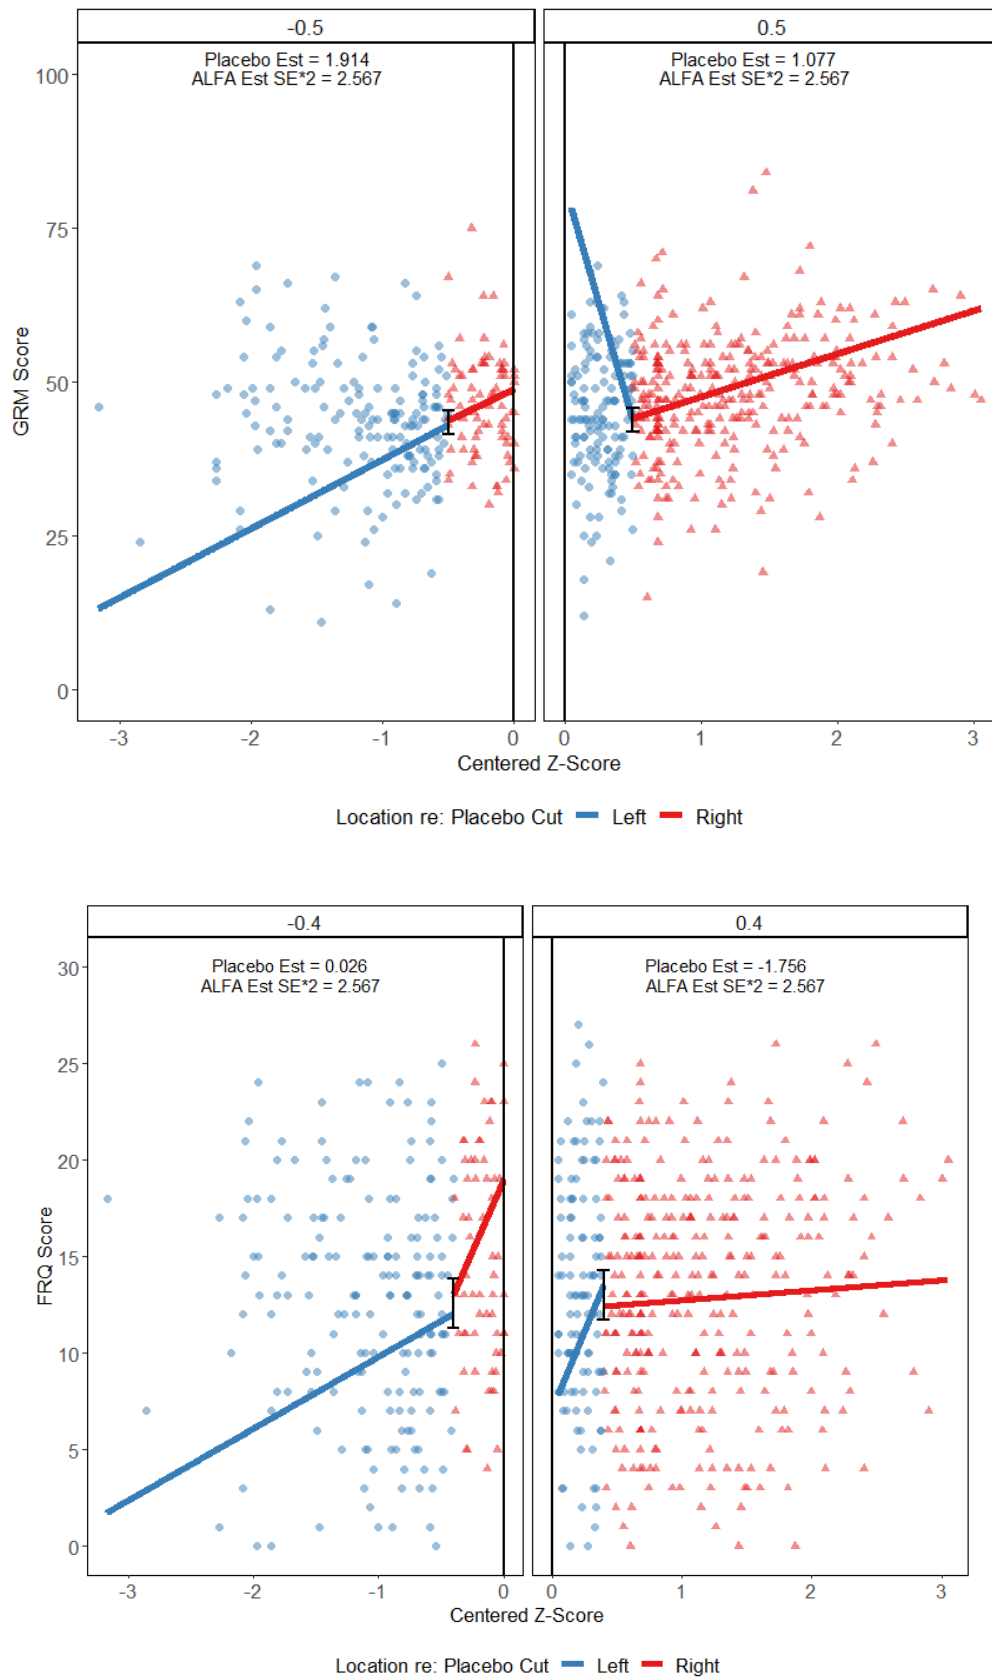 -0.5
0.5
Placebo Est = 1.914
ALFA Est SE*2 = 2.567
Placebo Est = 1.077
ALFA Est SE*2 = 2.567
100
75
50
25
0
GRM Score
-3
-2
-1
0
0
1
2
3
Centered Z-Score
Location re: Placebo Cut Left Right
-0.4
0.4
Placebo Est = 0.026
ALFA Est SE*2 = 2.567
Placebo Est = -1.756
ALFA Est SE*2 = 2.567
30
25
20
15
10
5
0
FRQ Score
-3
-2
-1
0
0
1
2
3
Centered Z-Score
Location re: Placebo Cut Left Right